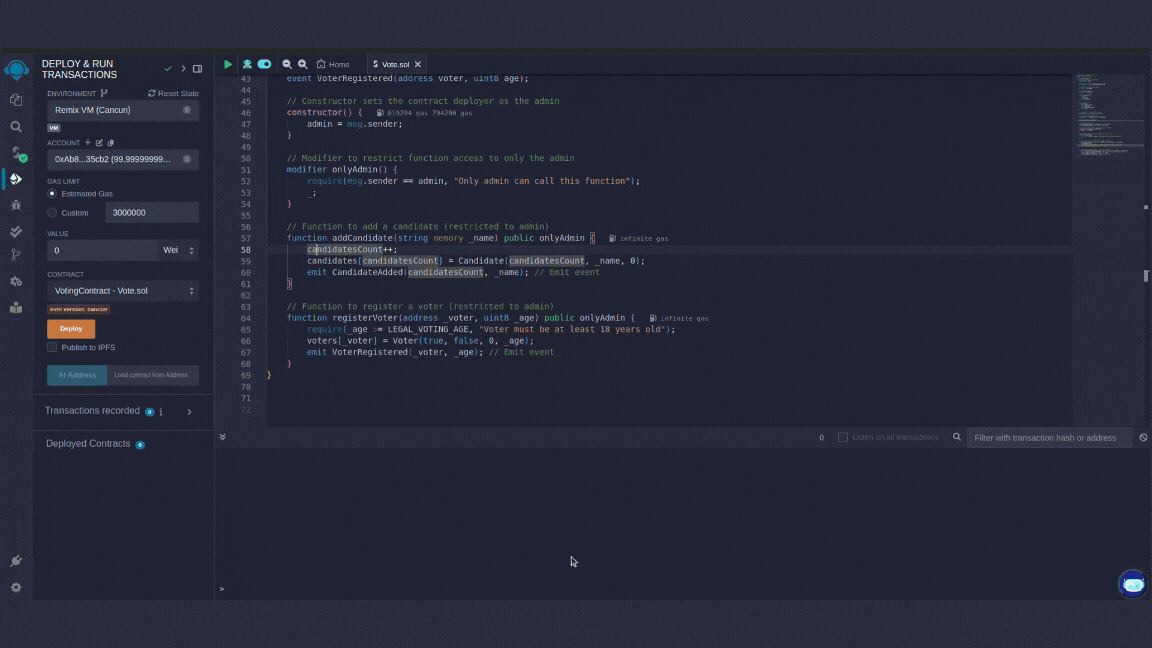 DEPLOY & RUN
TRANSACTIONS
ENVIRONMENT
Reset State
Remix VM (Cancun)
VM
ACCOUNT
0xAb8...35cb2 (99.99999999...
GAS LIMIT
Estimated Gas
Custom
3000000
VALUE
0
Wei
CONTRACT
VotingContract - Vote.sol
evm version: cancun
Deploy
Publish to IPFS
At Address
Load contract from Address
Transactions recorded 0 i
Deployed Contracts 0
Home
Vote.sol
43 event VoterRegistered(address voter, uint8 age);
44
45 // Constructor sets the contract deployer as the admin
46 constructor() { 819294 gas 794200 gas
47 admin = msg.sender;
48 }
49
50 // Modifier to restrict function access to only the admin
51 modifier onlyAdmin() {
52 require(msg.sender == admin, "Only admin can call this function");
53 _;
54 }
55
56 // Function to add a candidate (restricted to admin)
57 function addCandidate(string memory _name) public onlyAdmin { infinite gas
58 candidatesCount++;
59 candidates[candidatesCount] = Candidate(candidatesCount, _name, 0);
60 emit CandidateAdded(candidatesCount, _name); // Emit event
61 }
62
63 // Function to register a voter (restricted to admin)
64 function registerVoter(address _voter, uint8 _age) public onlyAdmin { infinite gas
65 require(_age >= LEGAL_VOTING_AGE, "Voter must be at least 18 years old");
66 voters[_voter] = Voter(true, false, 0, _age);
67 emit VoterRegistered(_voter, _age); // Emit event
68 }
69 }
70
71
72
0
Listen on all transactions
Filter with transaction hash or address
>